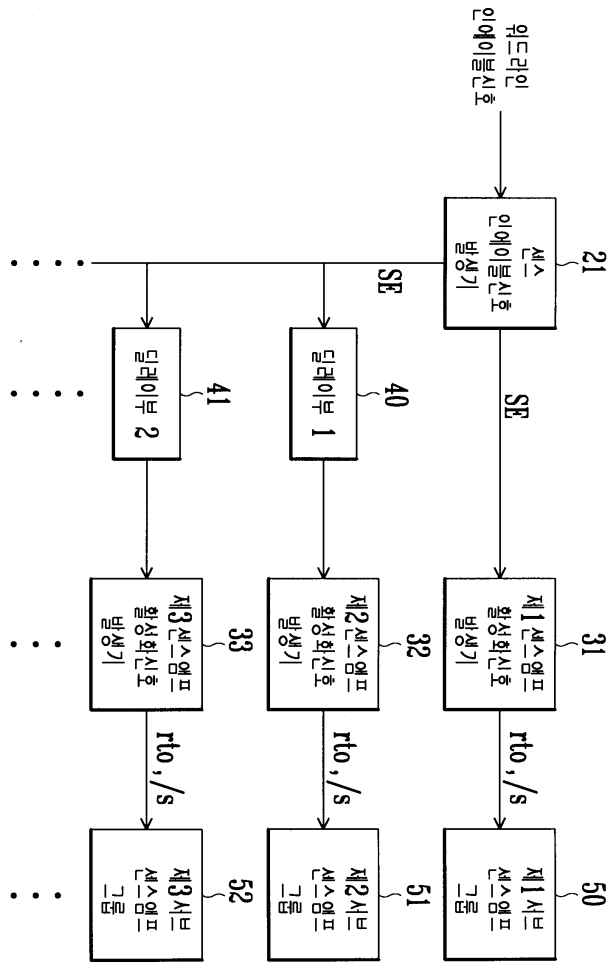 워드라인
인에이블신호
21
센스
인에이블신호
발생기
SE
31
제1센스앰프
활성화신호
발생기
rto,/s
50
제1서브
센스앰프
그룹
SE
40
딜레이부 1
32
제2센스앰프
활성화신호
발생기
rto,/s
51
제2서브
센스앰프
그룹
41
딜레이부 2
33
제3센스앰프
활성화신호
발생기
rto,/s
52
제3서브
센스앰프
그룹